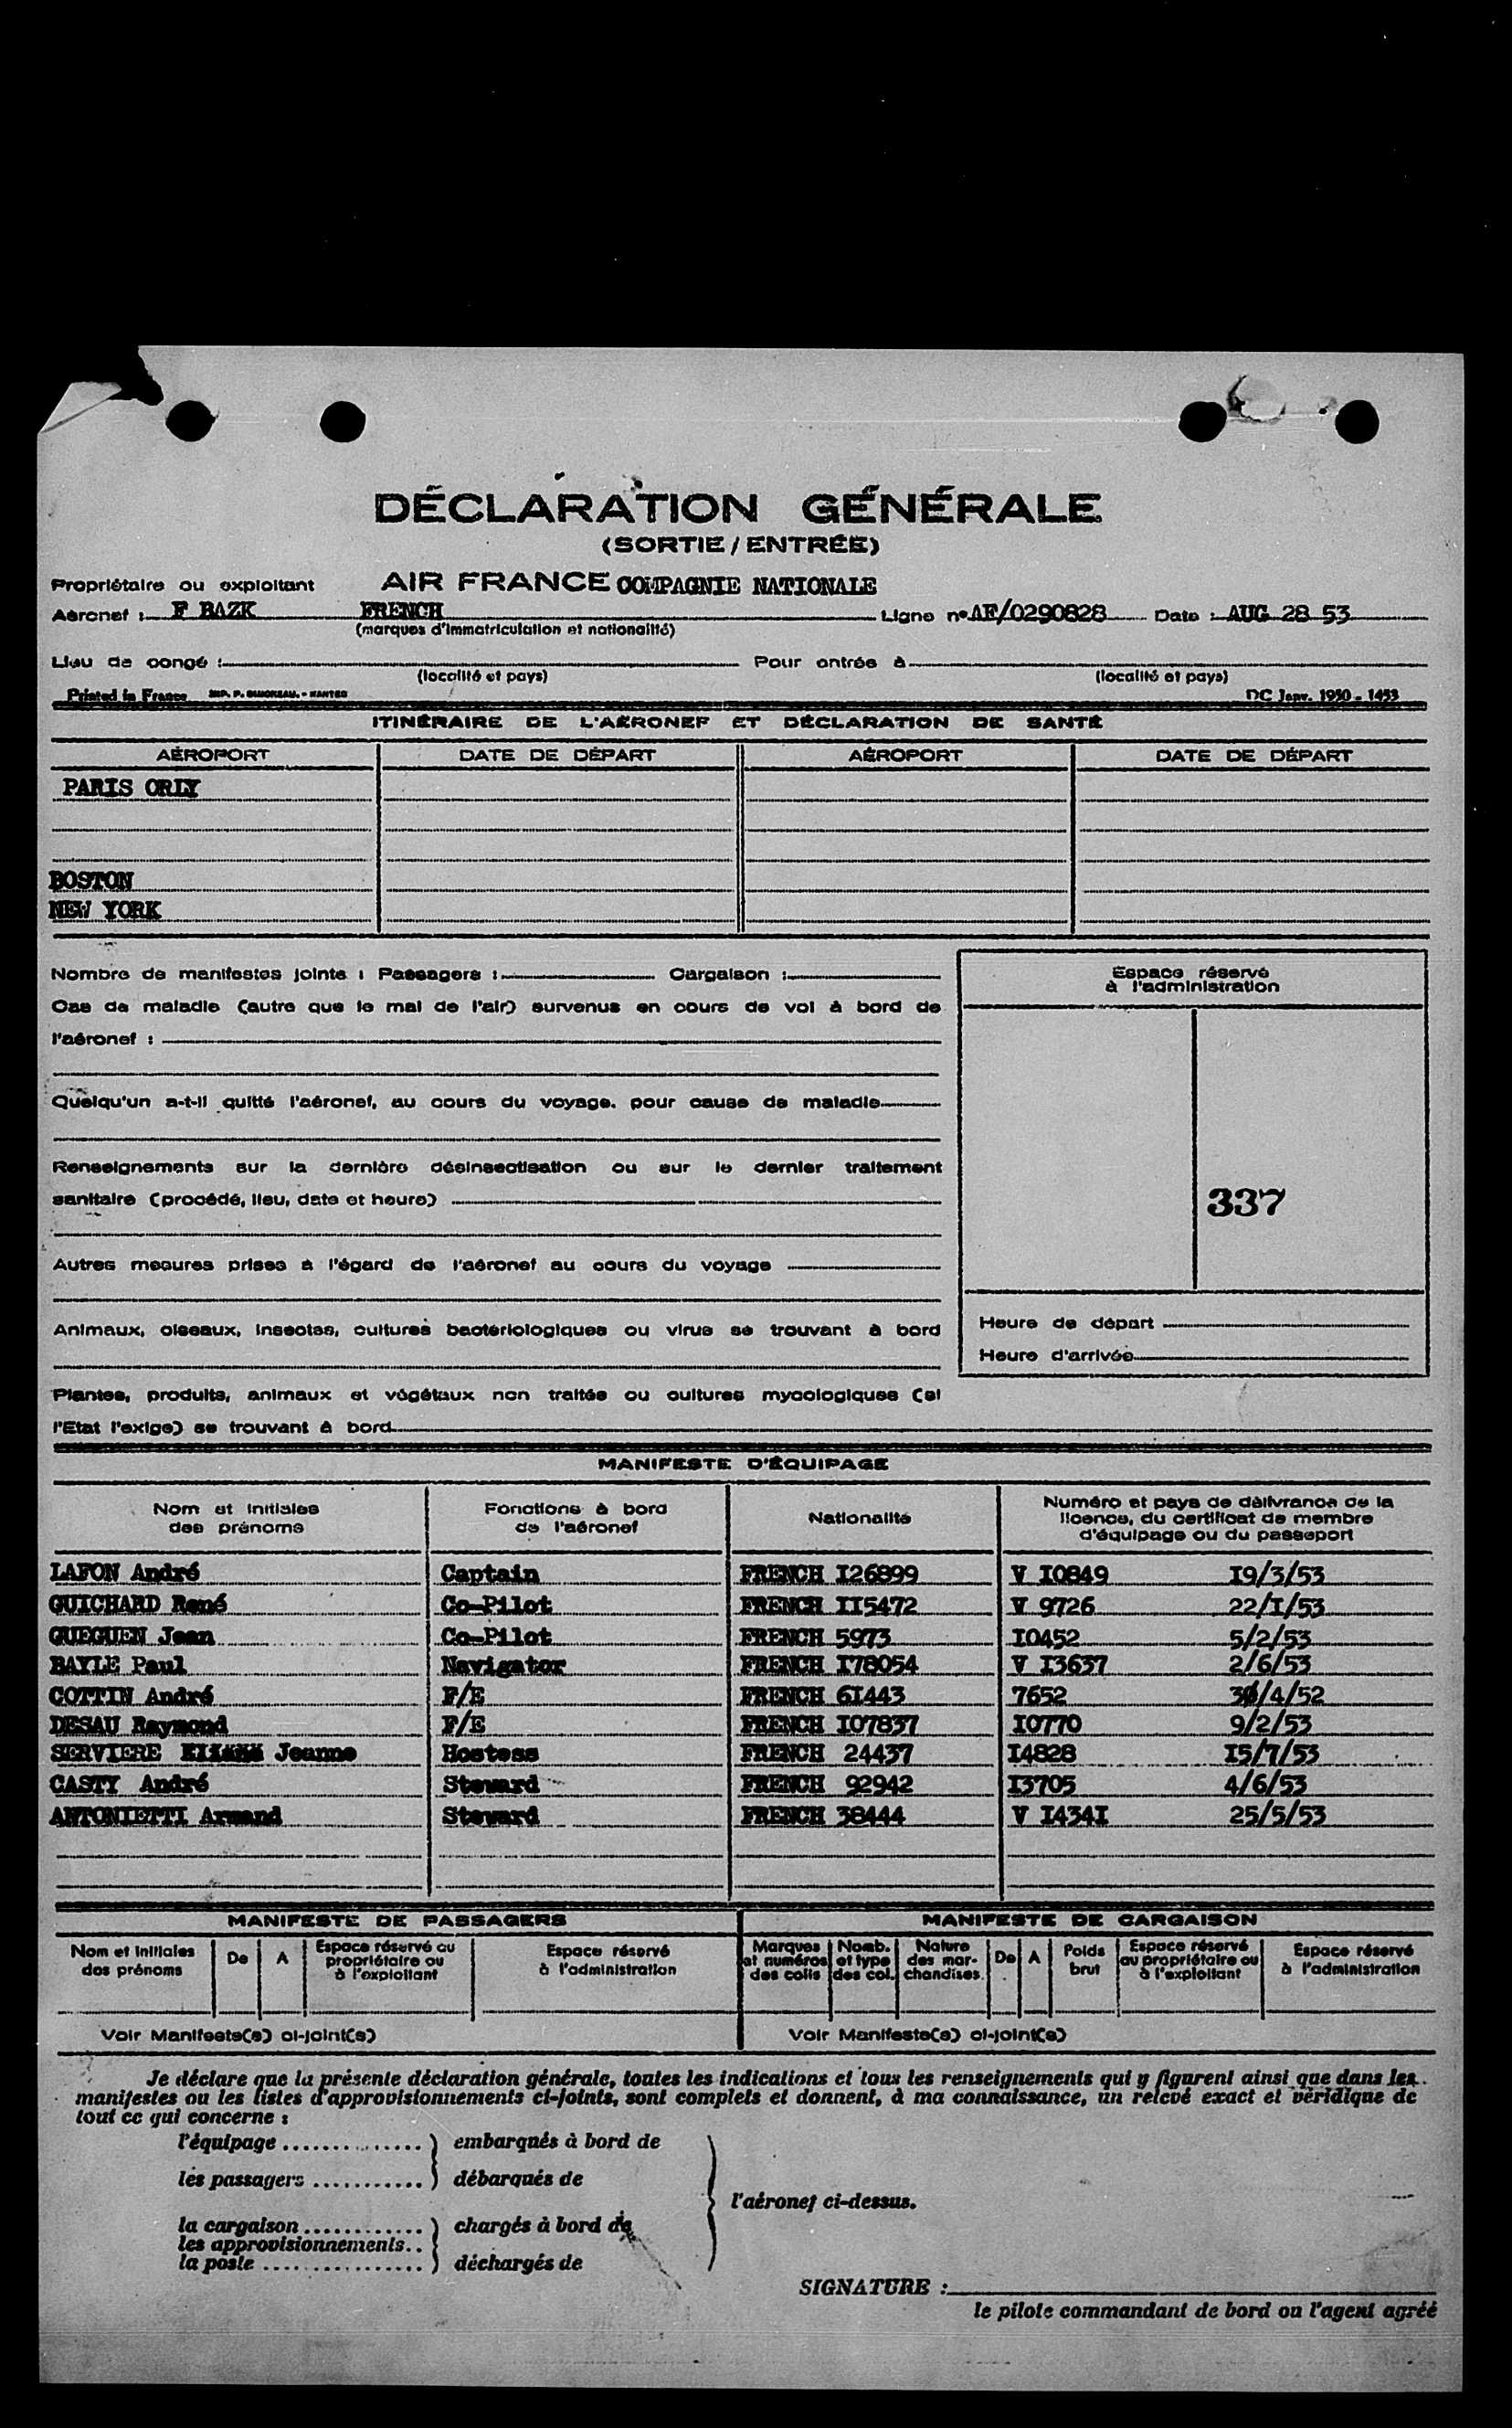 DÉCLARATION GÉNÉRALE
(SORTIE / ENTRÉE)
Propriétaire ou exploitant AIR FRANCE COMPAGNIE NATIONALE
Aéronef : F BAZK FRENCH Ligne n° AF/0290828 Date : AUG 28 53
(marques d'immatriculation et nationalité)
Lieu de congé : Pour entrée à
(localité et pays) (localité et pays)
Printed in France DC Janv. 1950 - 1453
ITINÉRAIRE DE L'AÉRONEF ET DÉCLARATION DE SANTÉ
AÉROPORT DATE DE DÉPART AÉROPORT DATE DE DÉPART
PARIS ORLY
BOSTON
NEW YORK
Nombre de manifestes joints : Passagers : Cargaison :
Cas de maladie (autre que le mal de l'air) survenus en cours de vol à bord de
l'aéronef :
Quelqu'un a-t-il quitté l'aéronef, au cours du voyage, pour cause de maladie
Renseignements sur la dernière désinsectisation ou sur le dernier traitement
sanitaire (procédé, lieu, date et heure)
Autres mesures prises à l'égard de l'aéronef au cours du voyage
Animaux, oiseaux, insectes, cultures bactériologiques ou virus se trouvant à bord
Plantes, produits, animaux et végétaux non traités ou cultures mycologiques (si
l'Etat l'exige) se trouvant à bord
Espace réservé
à l'administration
337
Heure de départ
Heure d'arrivée
MANIFESTE D'ÉQUIPAGE
Nom et initiales des prénoms Fonctions à bord de l'aéronef Nationalité Numéro et pays de délivrance de la licence, du certificat de membre d'équipage ou du passeport
LAFON André Captain FRENCH I26899 V I0849 I9/3/53
GUICHARD René Co-Pilot FRENCH II5472 V 9726 22/I/53
GUEGUEN Jean Co-Pilot FRENCH 5973 I0452 5/2/53
BAYLE Paul Navigator FRENCH I78054 V I3637 2/6/53
COTTIN André F/E FRENCH 6I443 7652 30/4/52
DESAU Raymond F/E FRENCH I07837 I0770 9/2/53
SERVIERE Jeanne Hostess FRENCH 24437 I4828 I5/7/53
CASTY André Steward FRENCH 92942 I3705 4/6/53
ANTONIETTI Armand Steward FRENCH 38444 V I434I 25/5/53
MANIFESTE DE PASSAGERS MANIFESTE DE CARGAISON
Nom et initiales des prénoms De A Espace réservé au propriétaire ou à l'exploitant Espace réservé à l'administration Marques et numéros des colis Nomb. et type des col. Nature des mar-chandises De A Poids brut Espace réservé au propriétaire ou à l'exploitant Espace réservé à l'administration
Voir Manifeste(s) ci-joint(s) Voir Manifeste(s) ci-joint(s)
Je déclare que la présente déclaration générale, toutes les indications et tous les renseignements qui y figurent ainsi que dans les
manifestes ou les listes d'approvisionnements ci-joints, sont complets et donnent, à ma connaissance, un relevé exact et véridique de
tout ce qui concerne :
l'équipage .............. ) embarqués à bord de
les passagers ........... ) débarqués de
l'aéronef ci-dessus.
la cargaison ............ ) chargés à bord de
les approvisionnements..
la poste ................ ) déchargés de
SIGNATURE :
le pilote commandant de bord ou l'agent agréé